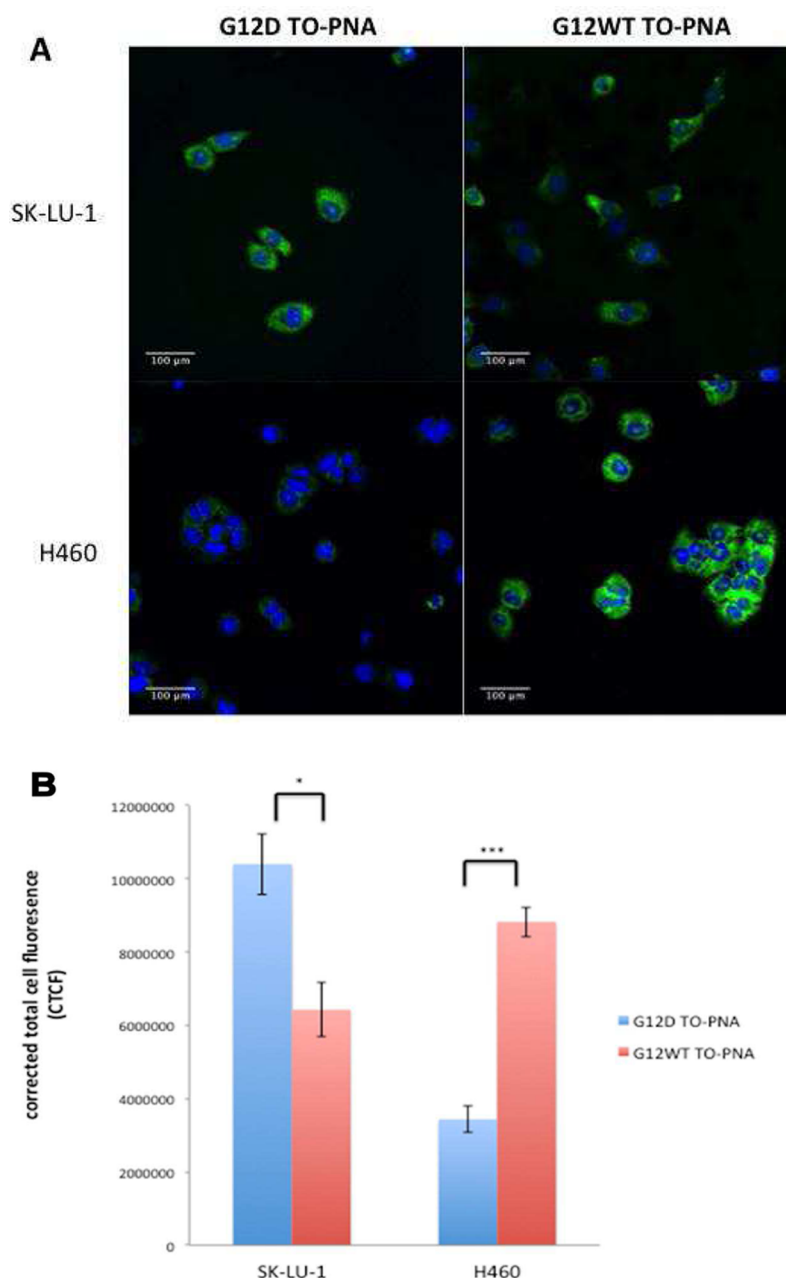 G12D TO-PNA G12WT TO-PNA
A
SK-LU-1
100 µm 100 µm
H460
100 µm 100 µm
B
*
***
12000000
10000000
8000000
6000000
4000000
2000000
0
corrected total cell fluoresence
(CTCF)
G12D TO-PNA
G12WT TO-PNA
SK-LU-1 H460